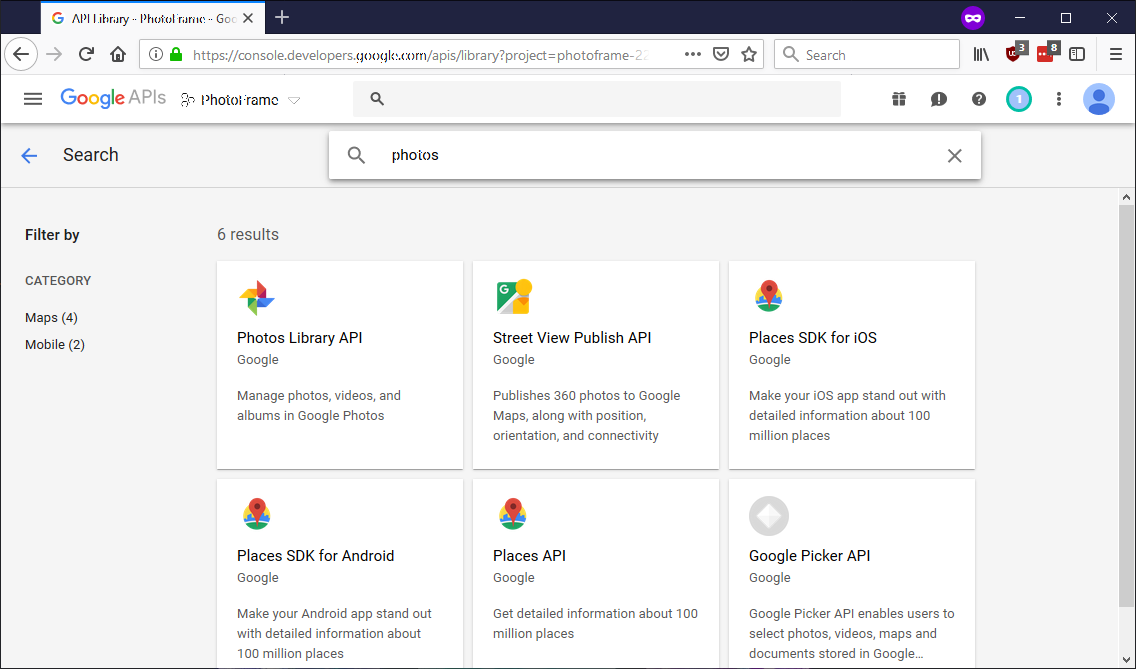 API Library - PhotoFrame - Goo
https://console.developers.google.com/apis/library?project=photoframe-22
Search
3
8
Google APIs
PhotoFrame
1
Search
photos
Filter by
6 results
CATEGORY
Maps (4)
Mobile (2)
Photos Library API
Google
Manage photos, videos, and
albums in Google Photos
Street View Publish API
Google
Publishes 360 photos to Google
Maps, along with position,
orientation, and connectivity
Places SDK for iOS
Google
Make your iOS app stand out with
detailed information about 100
million places
Places SDK for Android
Google
Make your Android app stand out
with detailed information about
100 million places
Places API
Google
Get detailed information about 100
million places
Google Picker API
Google
Google Picker API enables users to
select photos, videos, maps and
documents stored in Google…